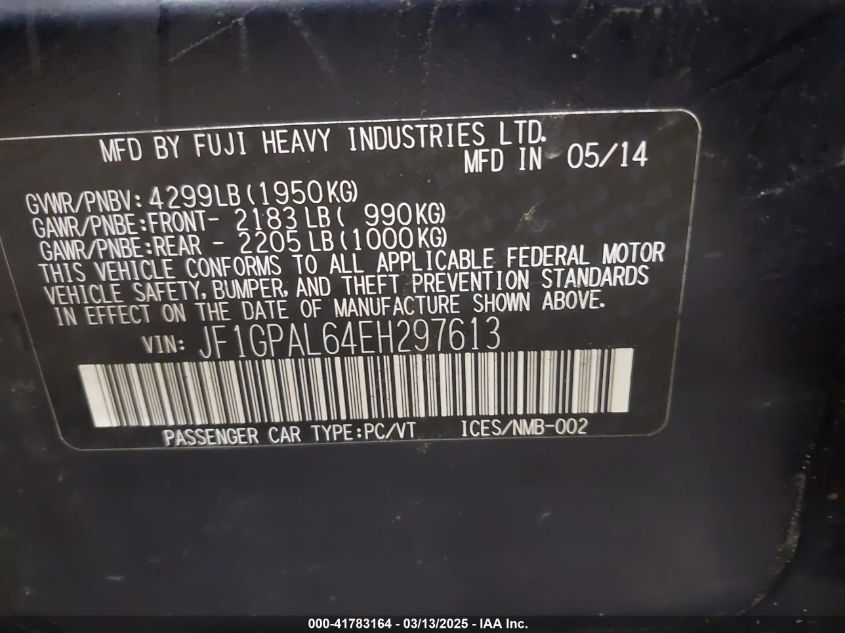 MFD BY FUJI HEAVY INDUSTRIES LTD.
MFD IN 05/14
GVWR/PNBV: 4299LB(1950KG)
GAWR/PNBE:FRONT- 2183 LB( 990KG)
GAWR/PNBE:REAR - 2205 LB(1000KG)
THIS VEHICLE CONFORMS TO ALL APPLICABLE FEDERAL MOTOR
VEHICLE SAFETY, BUMPER, AND THEFT PREVENTION STANDARDS
IN EFFECT ON THE DATE OF MANUFACTURE SHOWN ABOVE.
VIN: JF1GPAL64EH297613
PASSENGER CAR TYPE:PC/VT ICES/NMB-002
000-41783164 - 03/13/2025 - IAA Inc.